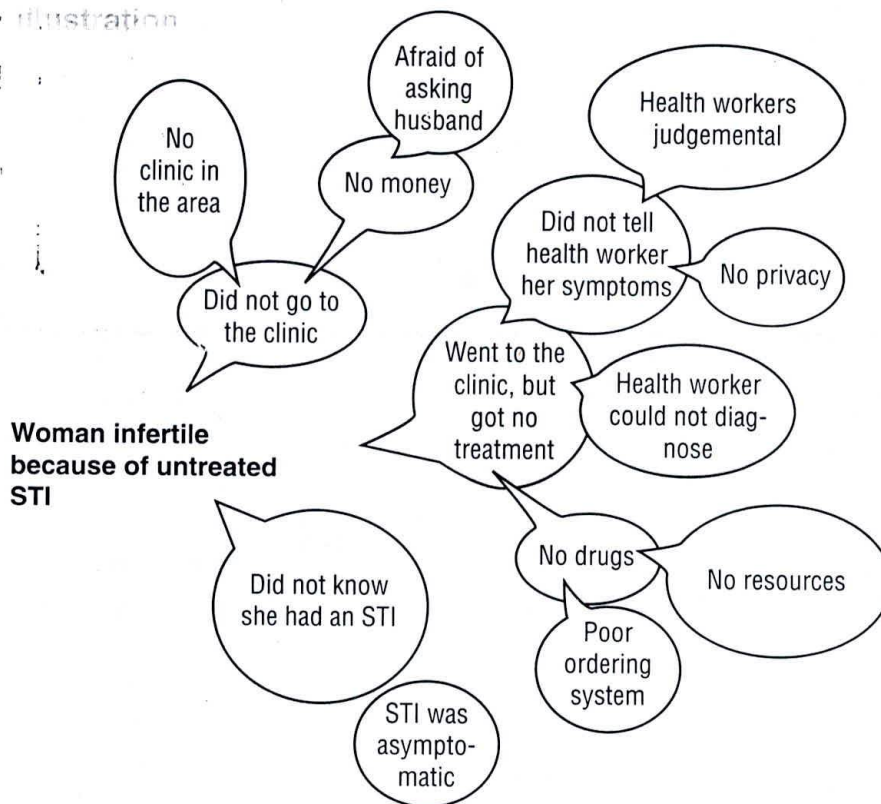 illustration
Afraid of
asking
husband
Health workers
judgemental
No
clinic in
the area
No money
Did not tell
health worker
her symptoms
No privacy
Did not go to
the clinic
Went to the
clinic, but
got no
treatment
Health worker
could not diag-
nose
Woman infertile
because of untreated
STI
No drugs
No resources
Did not know
she had an STI
Poor
ordering
system
STI was
asympto-
matic